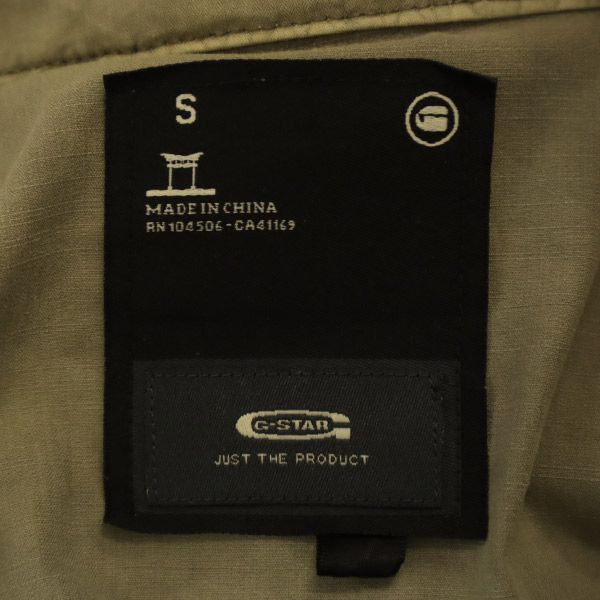 S
MADE IN CHINA
RN 104506-CA41169
G-STAR
JUST THE PRODUCT